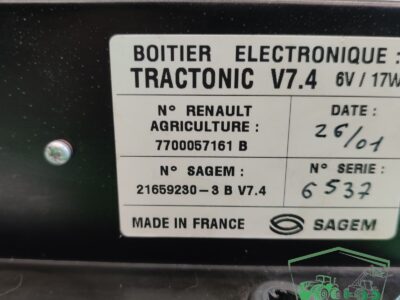 BOITIER ELECTRONIQUE :
TRACTONIC V7.4 6V / 17W
N° RENAULT AGRICULTURE :
7700057161 B
DATE :
26/01
N° SAGEM :
21659230-3 B V7.4
N° SERIE :
6537
MADE IN FRANCE SAGEM